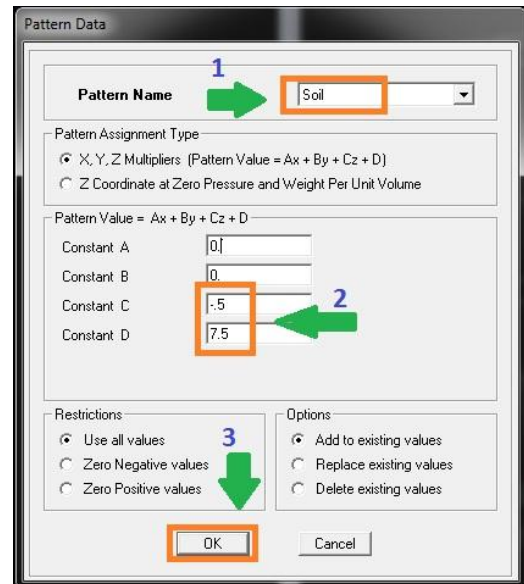 Pattern Data
1
Pattern Name Soil
Pattern Assignment Type
X, Y, Z Multipliers (Pattern Value = Ax + By + Cz + D)
Z Coordinate at Zero Pressure and Weight Per Unit Volume
Pattern Value = Ax + By + Cz + D
Constant A 0.
Constant B 0.
Constant C -.5
2
Constant D 7.5
Restrictions
Use all values
3
Zero Negative values
Zero Positive values
Options
Add to existing values
Replace existing values
Delete existing values
OK Cancel